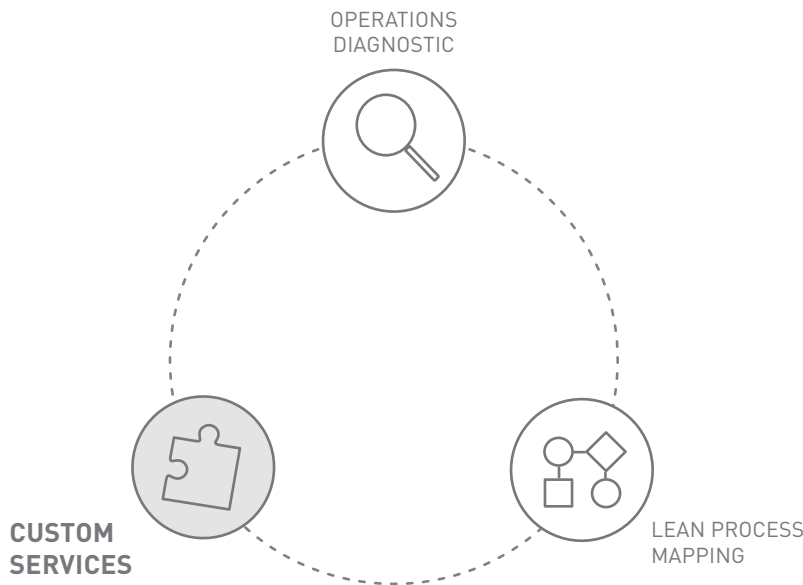 OPERATIONS
DIAGNOSTIC
CUSTOM
SERVICES
LEAN PROCESS
MAPPING